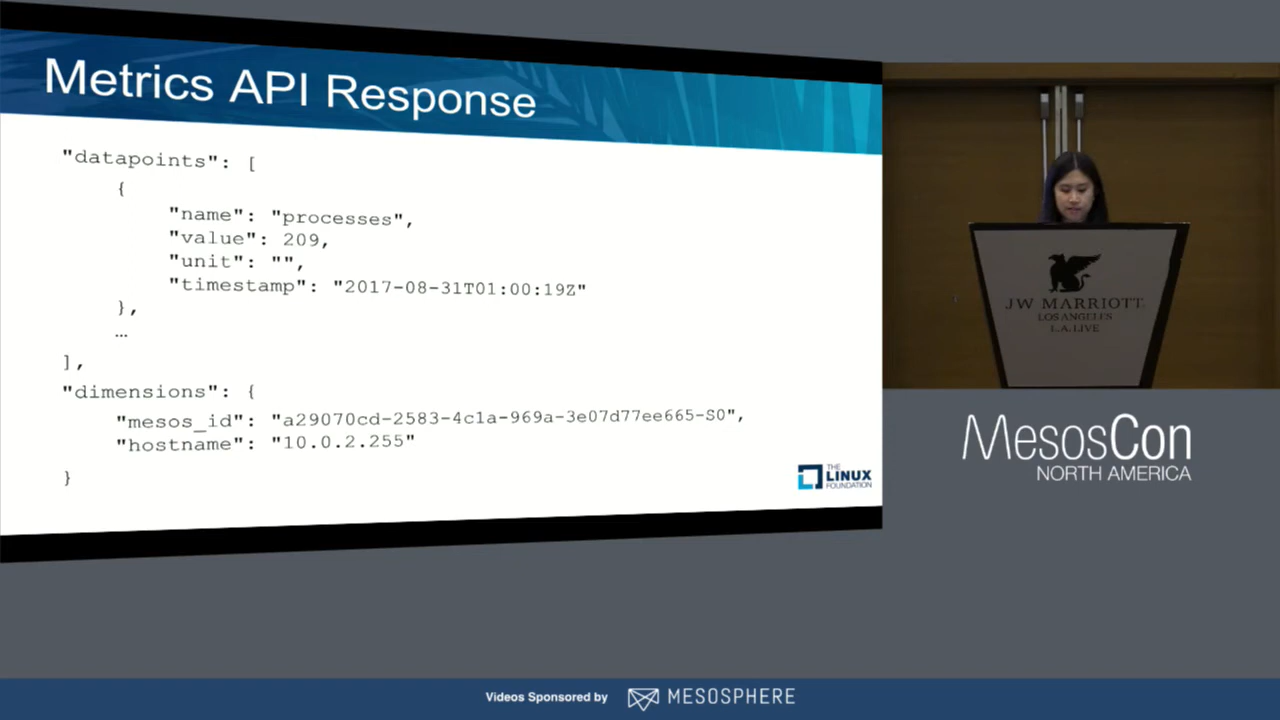 Metrics API Response
"datapoints": [
{
"name": "processes",
"value": 209,
"unit": "",
"timestamp": "2017-08-31T01:00:19Z"
},
…
],
"dimensions": {
"mesos_id": "a29070cd-2583-4c1a-969a-3e07d77ee665-S0",
"hostname": "10.0.2.255"
}
THE
LINUX
FOUNDATION
JW MARRIOTT
LOS ANGELES
L.A. LIVE
MesosCon
NORTH AMERICA
Videos Sponsored by
MESOSPHERE